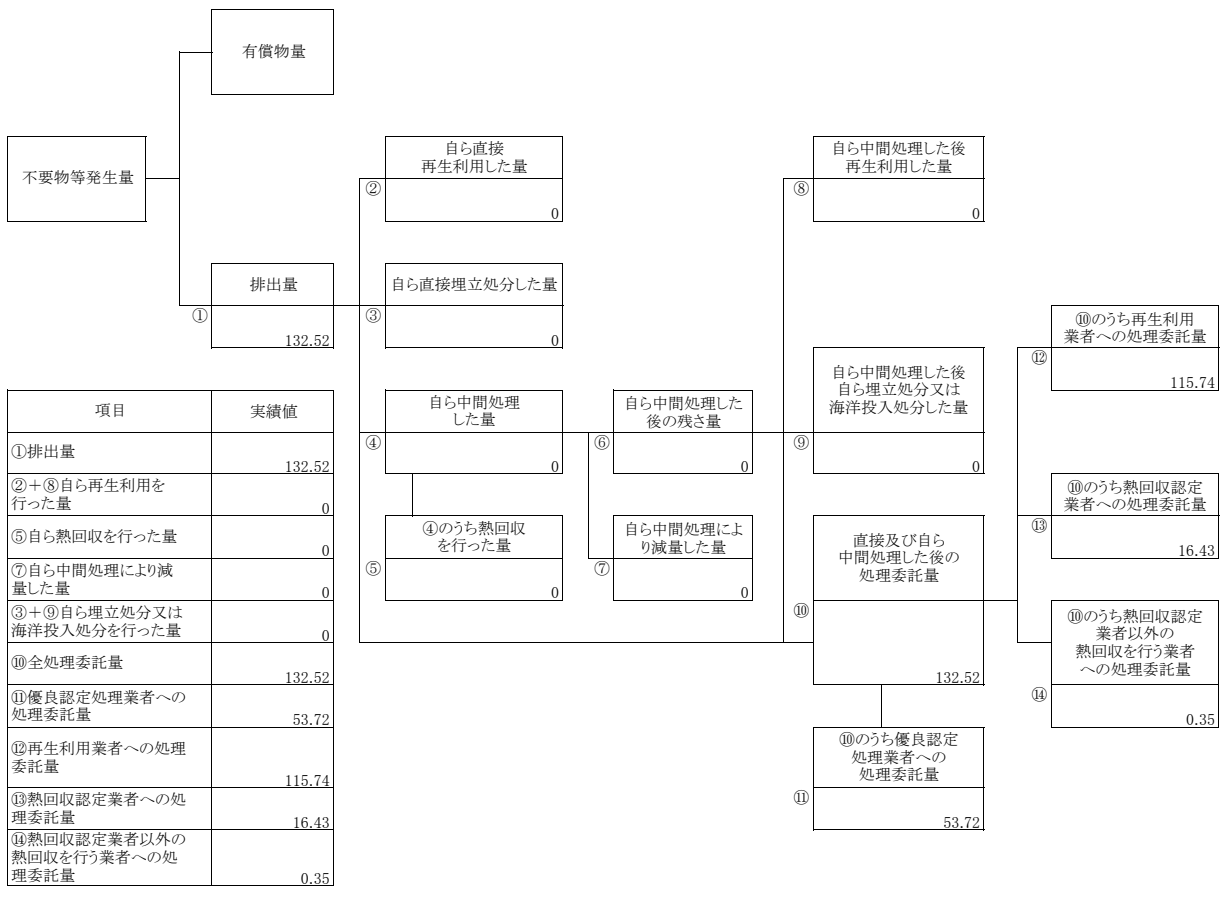 有償物量
不要物等発生量
自ら直接
再生利用した量
②
0
自ら中間処理した後
再生利用した量
⑧
0
排出量
①
132.52
自ら直接埋立処分した量
③
0
⑩のうち再生利用
業者への処理委託量
⑫
115.74
自ら中間処理
した量
④
0
自ら中間処理した
後の残さ量
⑥
0
自ら中間処理した後
自ら埋立処分又は
海洋投入処分した量
⑨
0
⑩のうち熱回収認定
業者への処理委託量
⑬
16.43
④のうち熱回収
を行った量
⑤
0
自ら中間処理によ
り減量した量
⑦
0
直接及び自ら
中間処理した後の
処理委託量
⑩
132.52
⑩のうち熱回収認定
業者以外の
熱回収を行う業者
への処理委託量
⑭
0.35
⑩のうち優良認定
処理業者への
処理委託量
⑪
53.72
項目
実績値
①排出量
132.52
②＋⑧自ら再生利用を
行った量
0
⑤自ら熱回収を行った量
0
⑦自ら中間処理により減
量した量
0
③＋⑨自ら埋立処分又は
海洋投入処分を行った量
0
⑩全処理委託量
132.52
⑪優良認定処理業者への
処理委託量
53.72
⑫再生利用業者への処理
委託量
115.74
⑬熱回収認定業者への処
理委託量
16.43
⑭熱回収認定業者以外の
熱回収を行う業者への処
理委託量
0.35